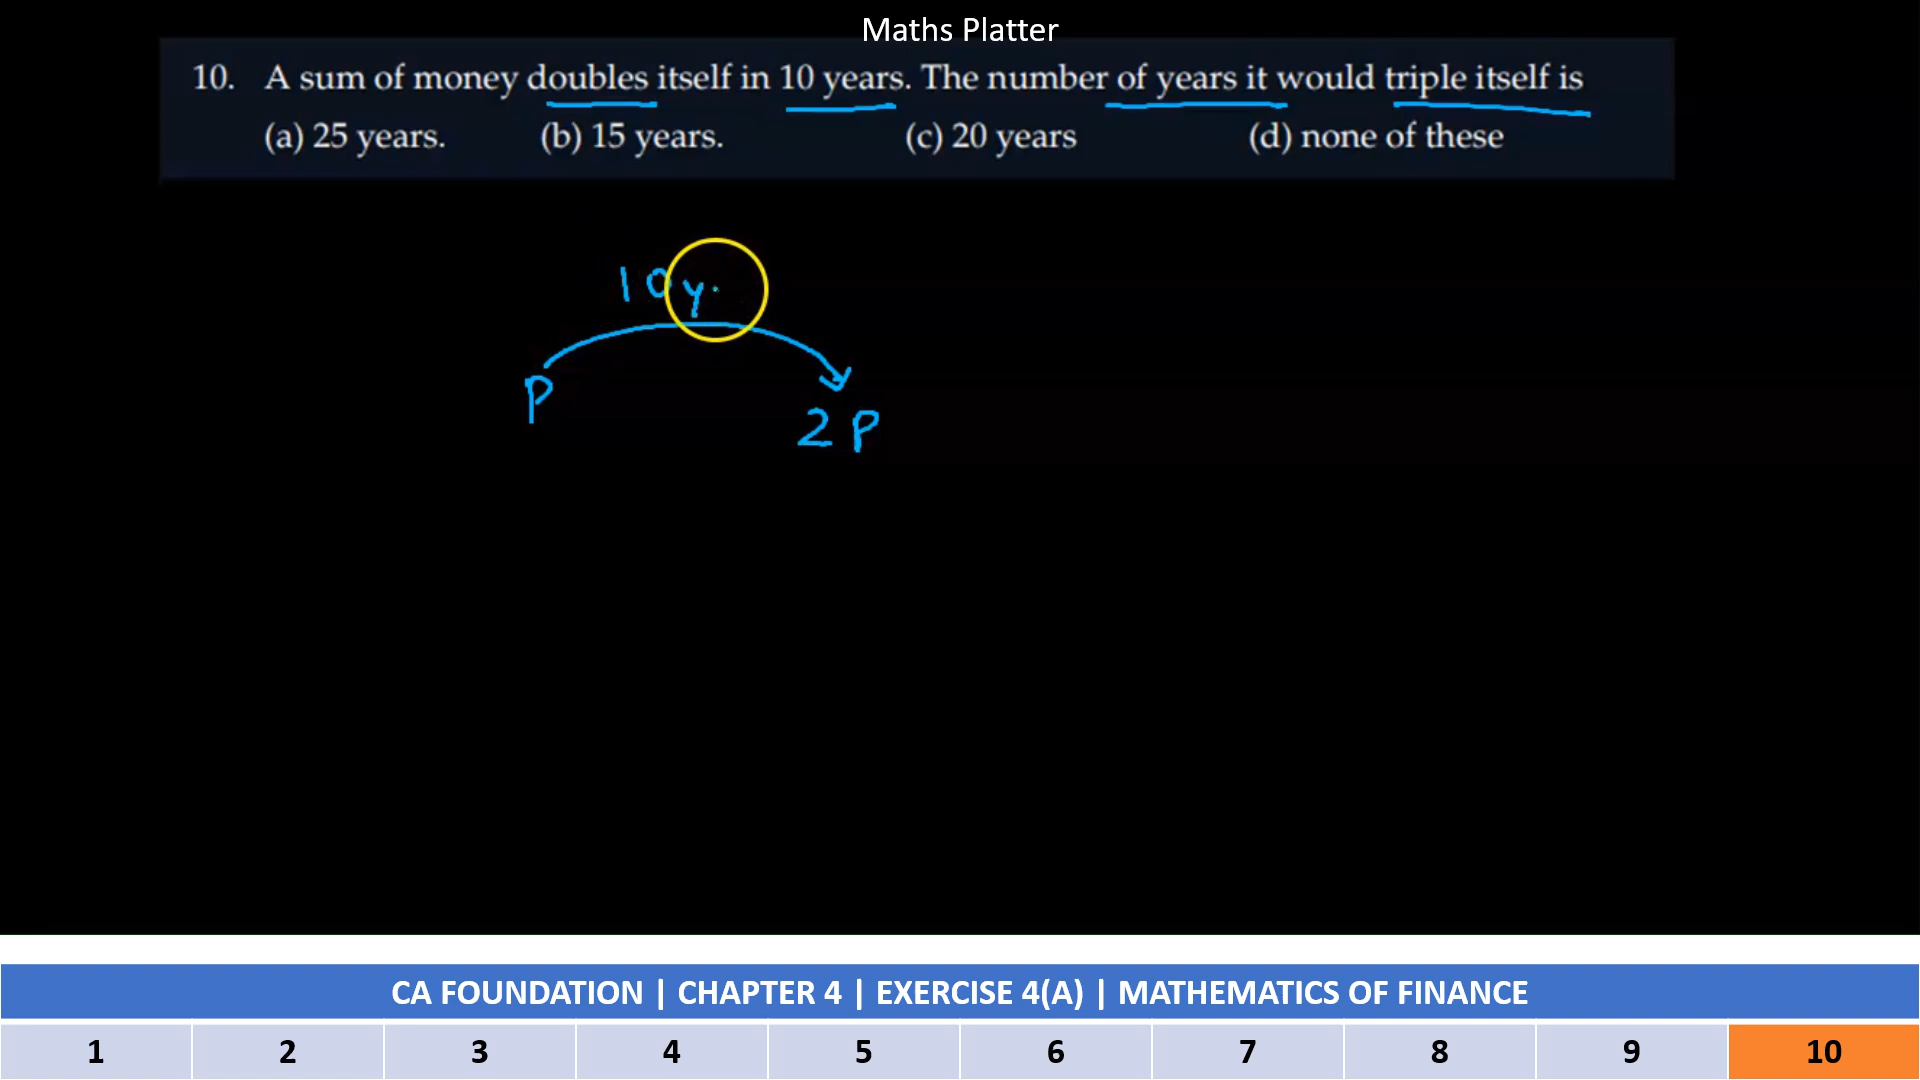 Maths Platter
10. A sum of money doubles itself in 10 years. The number of years it would triple itself is
(a) 25 years. (b) 15 years. (c) 20 years (d) none of these
10y.
P
2P
CA FOUNDATION | CHAPTER 4 | EXERCISE 4(A) | MATHEMATICS OF FINANCE
1 2 3 4 5 6 7 8 9 10